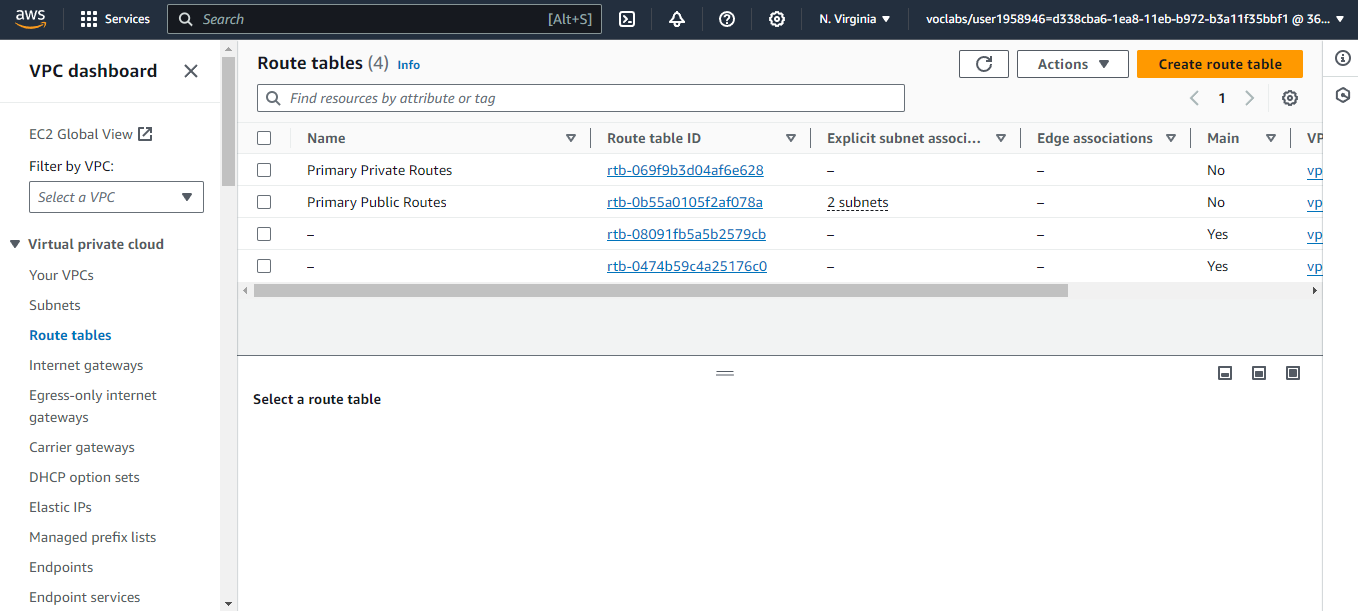 aws
Services
Search [Alt+S]
N. Virginia
voclabs/user1958946=d338cba6-1ea8-11eb-b972-b3a11f35bbf1 @ 36...
VPC dashboard
EC2 Global View
Filter by VPC:
Select a VPC
Virtual private cloud
Your VPCs
Subnets
Route tables
Internet gateways
Egress-only internet
gateways
Carrier gateways
DHCP option sets
Elastic IPs
Managed prefix lists
Endpoints
Endpoint services
Route tables (4) Info
Actions
Create route table
Find resources by attribute or tag
1
Name Route table ID Explicit subnet associ... Edge associations Main VP
Primary Private Routes rtb-069f9b3d04af6e628 – – No vp
Primary Public Routes rtb-0b55a0105f2af078a 2 subnets – No vp
– rtb-08091fb5a5b2579cb – – Yes vp
– rtb-0474b59c4a25176c0 – – Yes vp
Select a route table